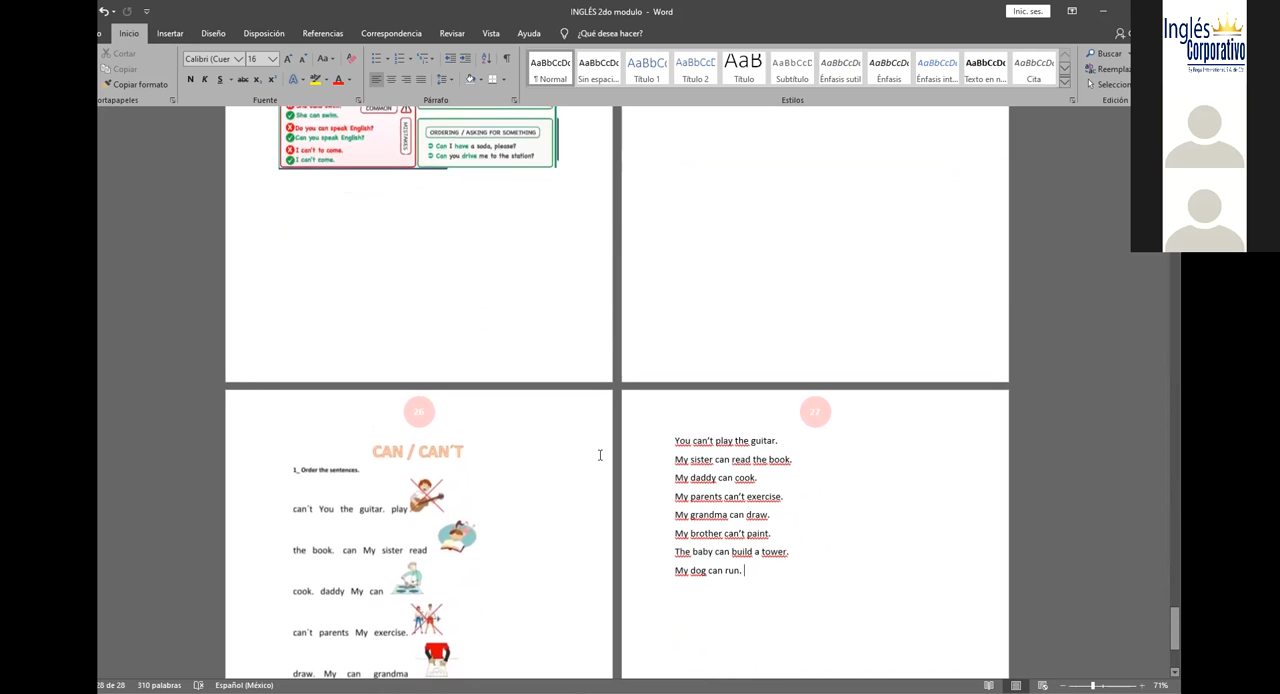 INGLÉS 2do modulo - Word
Inic. ses.
Inicio
Insertar
Diseño
Disposición
Referencias
Correspondencia
Revisar
Vista
Ayuda
¿Qué desea hacer?
Cortar
Copiar
Copiar formato
ortapapeles
Calibri (Cuer
16
Aa
N K S abc x₂ x²
Fuente
Párrafo
AaBbCcDc
¶ Normal
AaBbCcDc
Sin espaci...
AaBbC
Título 1
AaBbCcD
Título 2
AaB
Título
AaBbCcD
Subtítulo
AaBbCcDc
Énfasis sutil
AaBbCcDc
Énfasis
AaBbCcDc
Énfasis int...
AaBbCcDc
Texto en n...
AaBbCcDc
Cita
Estilos
Buscar
Reempla
Seleccion
Edición
Inglés
Corporativo
She can swim.
Do you can speak English?
Can you speak English?
I can't to come.
I can't come.
COMMON
MISTAKES
ORDERING / ASKING FOR SOMETHING
Can I have a soda, please?
Can you drive me to the station?
26
CAN / CAN´T
1_ Order the sentences.
can´t You the guitar. play
the book. can My sister read
cook. daddy My can
can´t parents My exercise.
draw. My can grandma
27
You can't play the guitar.
My sister can read the book.
My daddy can cook.
My parents can't exercise.
My grandma can draw.
My brother can't paint.
The baby can build a tower.
My dog can run.
28 de 28
310 palabras
Español (México)
71%